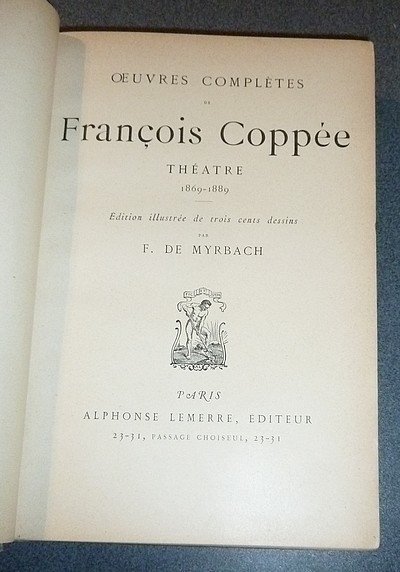 ŒUVRES COMPLÈTES
DE
François Coppée
THÉATRE
1869-1889
Édition illustrée de trois cents dessins
PAR
F. DE MYRBACH
PARIS
ALPHONSE LEMERRE, EDITEUR
23-31, PASSAGE CHOISEUL, 23-31